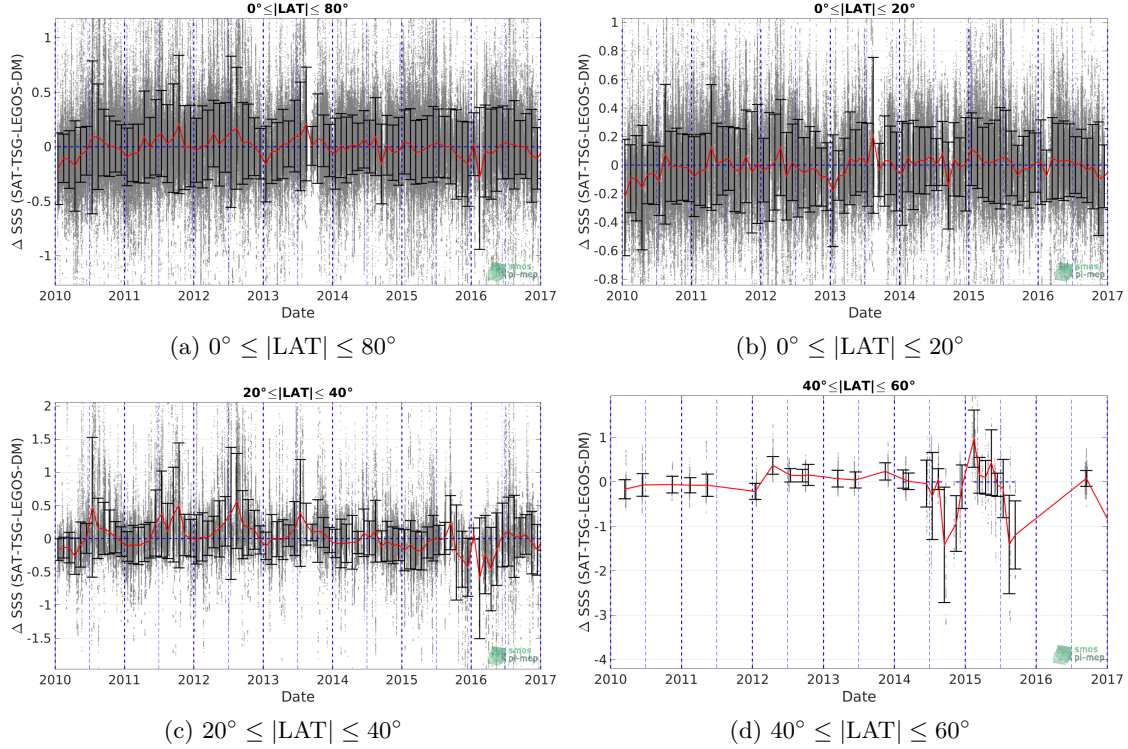 0°≤|LAT|≤ 80°
1
0.5
0
-0.5
-1
Δ SSS (SAT-TSG-LEGOS-DM)
2010 2011 2012 2013 2014 2015 2016 2017
Date
smos
pi-mep
(a) 0° ≤ |LAT| ≤ 80°
0°≤|LAT|≤ 20°
1
0.8
0.6
0.4
0.2
0
-0.2
-0.4
-0.6
-0.8
Δ SSS (SAT-TSG-LEGOS-DM)
2010 2011 2012 2013 2014 2015 2016 2017
Date
smos
pi-mep
(b) 0° ≤ |LAT| ≤ 20°
20°≤|LAT|≤ 40°
2
1.5
1
0.5
0
-0.5
-1
-1.5
Δ SSS (SAT-TSG-LEGOS-DM)
2010 2011 2012 2013 2014 2015 2016 2017
Date
smos
pi-mep
(c) 20° ≤ |LAT| ≤ 40°
40°≤|LAT|≤ 60°
1
0
-1
-2
-3
-4
Δ SSS (SAT-TSG-LEGOS-DM)
2010 2011 2012 2013 2014 2015 2016 2017
Date
smos
pi-mep
(d) 40° ≤ |LAT| ≤ 60°